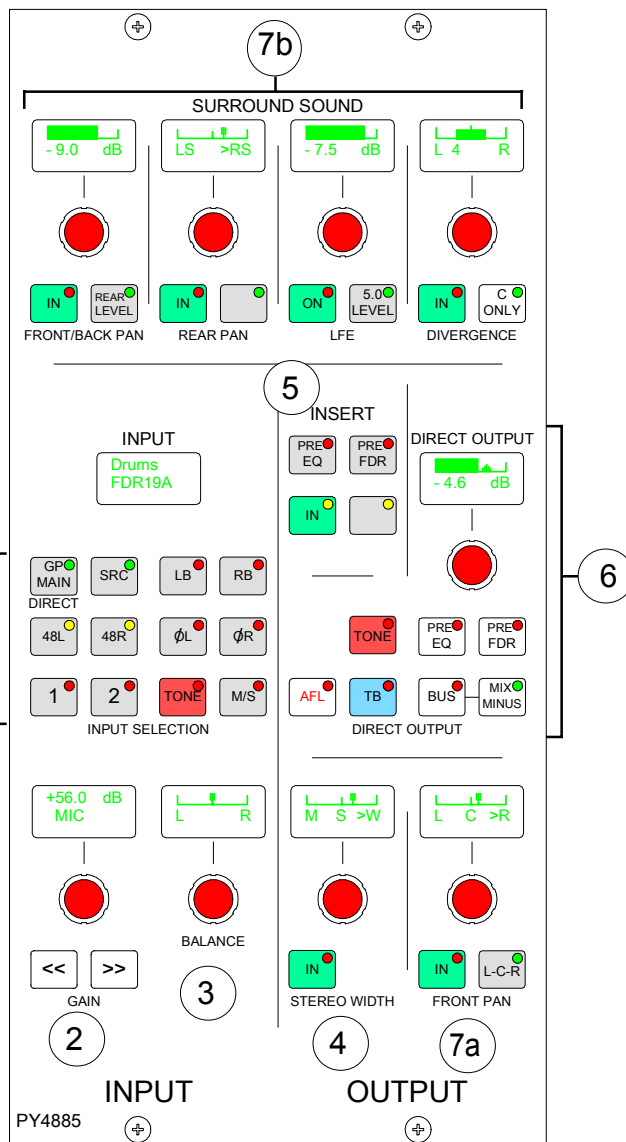 7b
SURROUND SOUND
- 9.0 dB
LS >RS
- 7.5 dB
L 4 R
IN
REAR LEVEL
IN
ON
5.0 LEVEL
IN
C ONLY
FRONT/BACK PAN
REAR PAN
LFE
DIVERGENCE
5
INPUT
Drums
FDR19A
INSERT
PRE EQ
PRE FDR
IN
DIRECT OUTPUT
- 4.6 dB
6
GP MAIN
SRC
LB
RB
DIRECT
48L
48R
ØL
ØR
1
2
TONE
M/S
INPUT SELECTION
TONE
PRE EQ
PRE FDR
AFL
TB
BUS
MIX MINUS
DIRECT OUTPUT
+56.0 dB
MIC
L R
M S >W
L C >R
BALANCE
<<
>>
GAIN
IN
STEREO WIDTH
IN
L-C-R
FRONT PAN
2
3
4
7a
INPUT
OUTPUT
PY4885